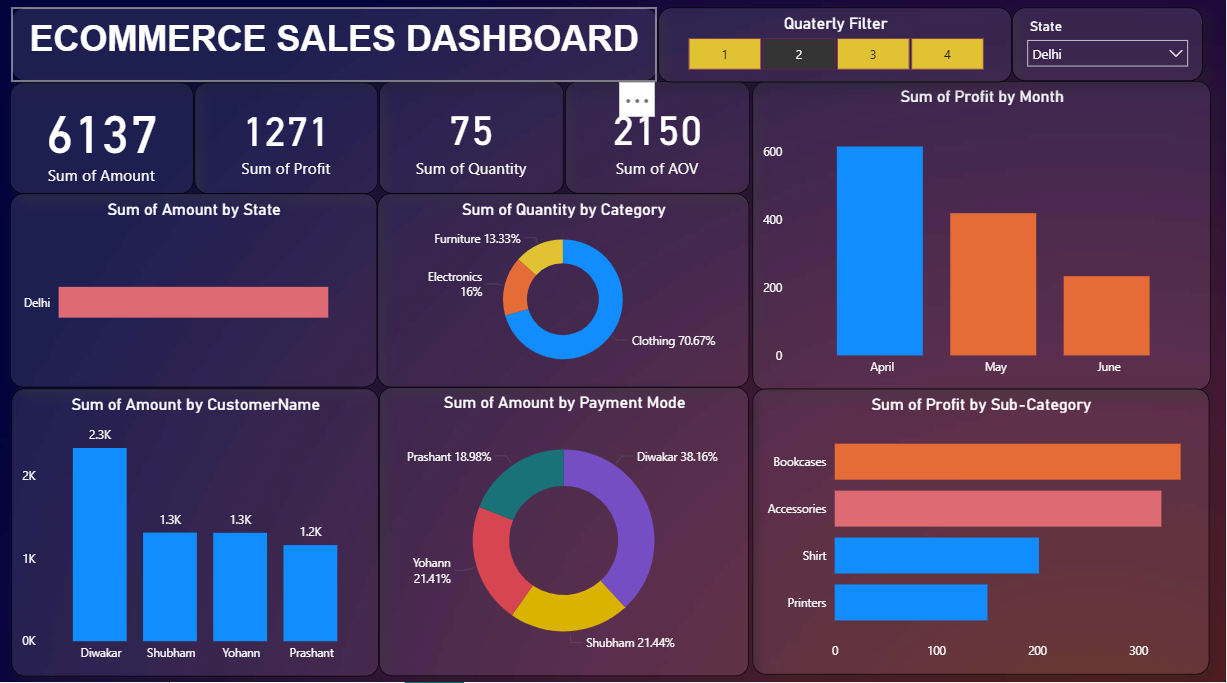 ECOMMERCE SALES DASHBOARD
Quaterly Filter
1 2 3 4
State
Delhi
6137
Sum of Amount
1271
Sum of Profit
75
Sum of Quantity
2150
Sum of AOV
Sum of Profit by Month
600
400
200
0
April May June
Sum of Amount by State
Delhi
Sum of Quantity by Category
Furniture 13.33%
Electronics
16%
Clothing 70.67%
Sum of Amount by CustomerName
2.3K
2K
1.3K 1.3K
1.2K
1K
0K
Diwakar Shubham Yohann Prashant
Sum of Amount by Payment Mode
Prashant 18.98%
Diwakar 38.16%
Yohann
21.41%
Shubham 21.44%
Sum of Profit by Sub-Category
Bookcases
Accessories
Shirt
Printers
0 100 200 300